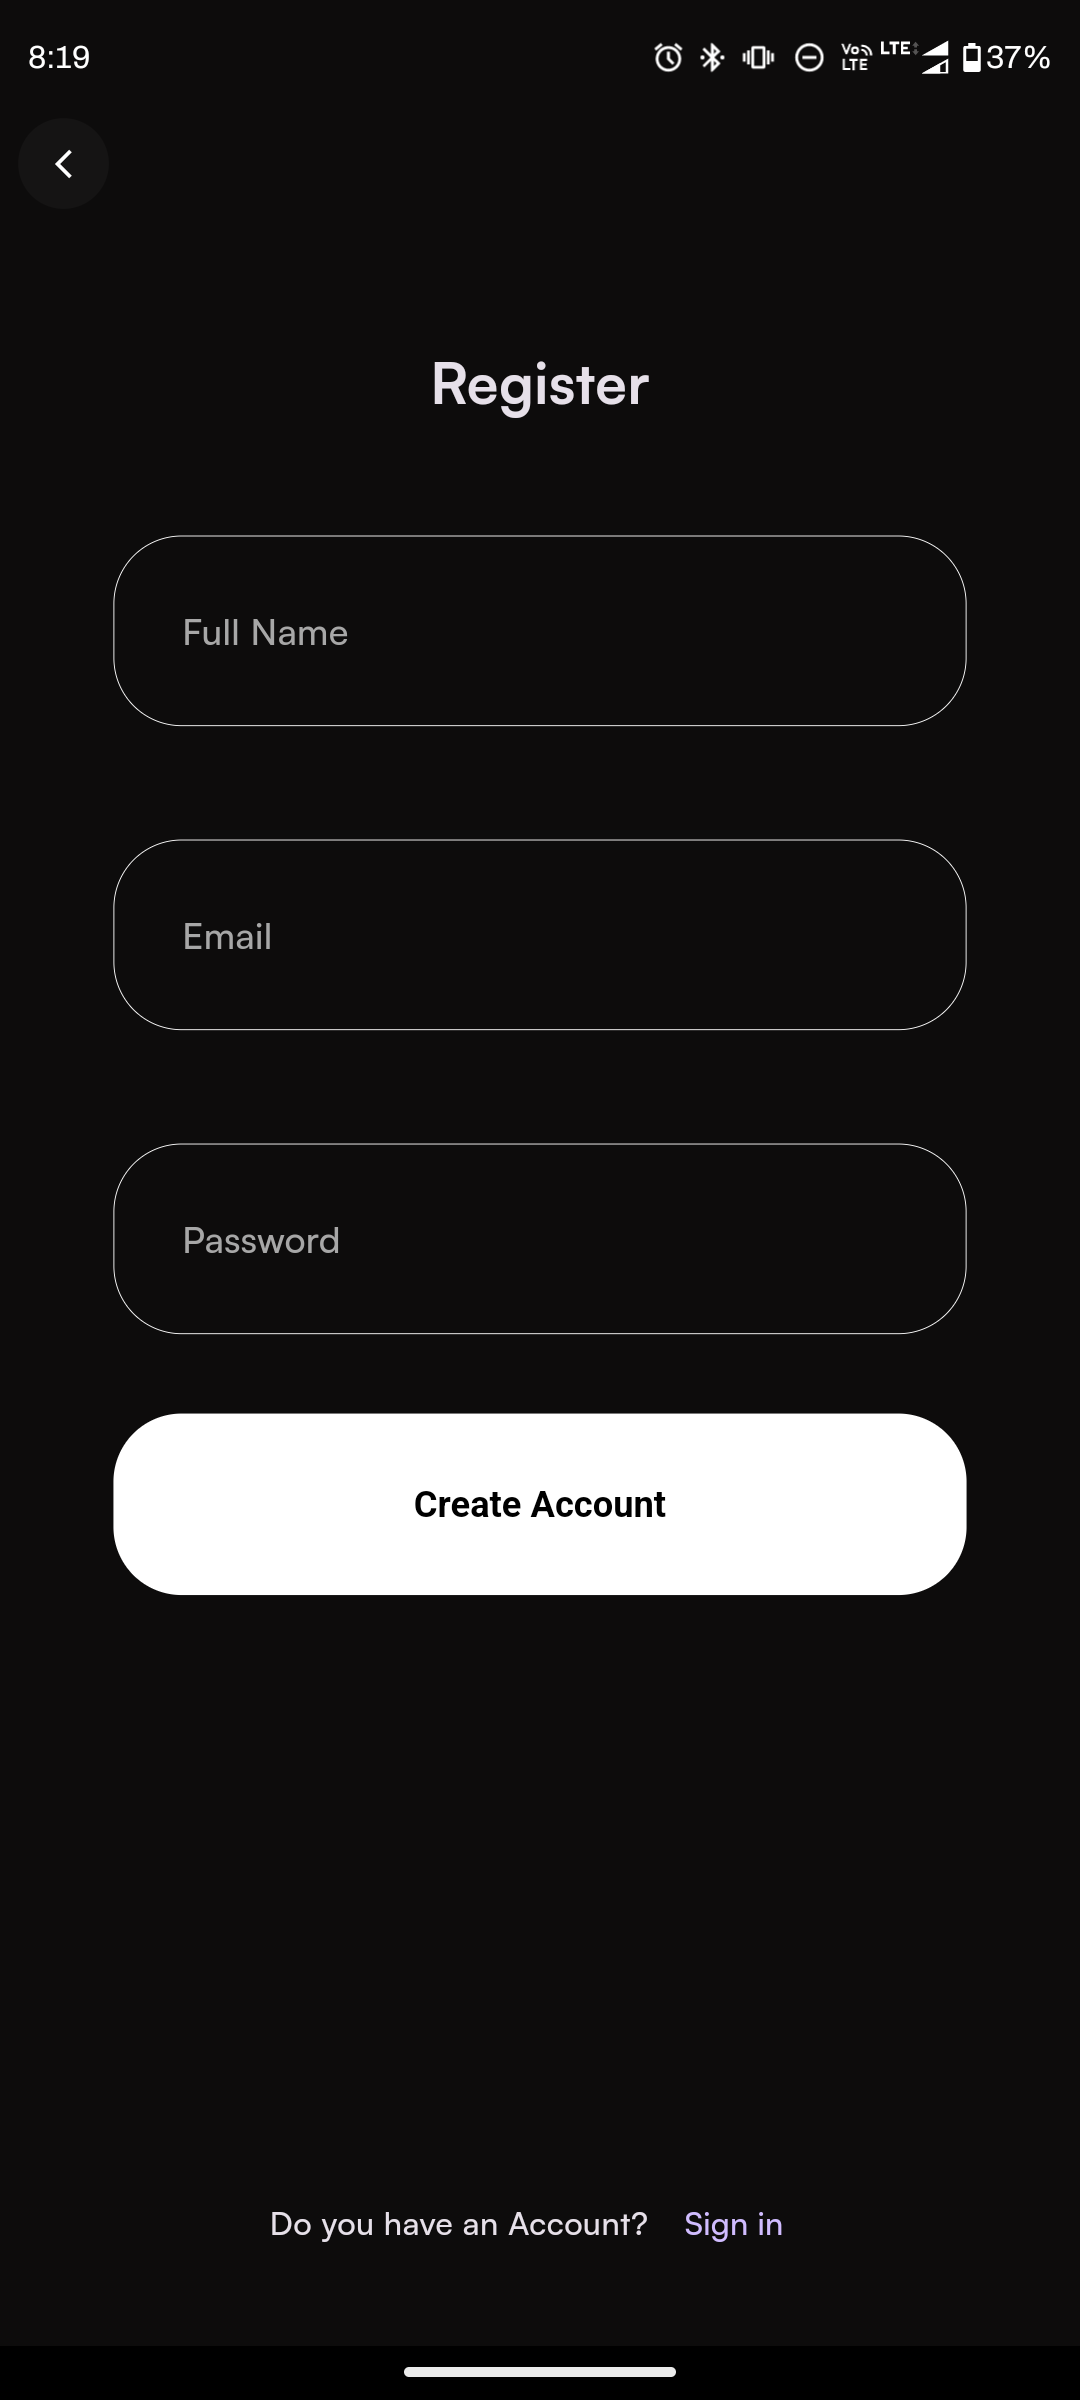 8:19 Vo LTE LTE 37%
Register
Full Name
Email
Password
Create Account
Do you have an Account? Sign in